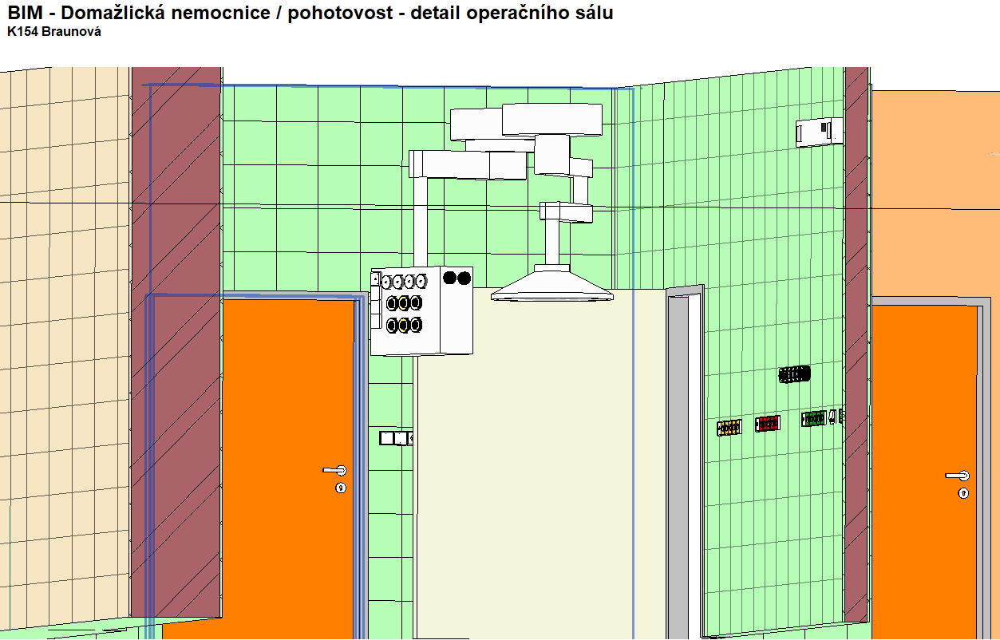 BIM - Domažlická nemocnice / pohotovost - detail operačního sálu
K154 Braunová